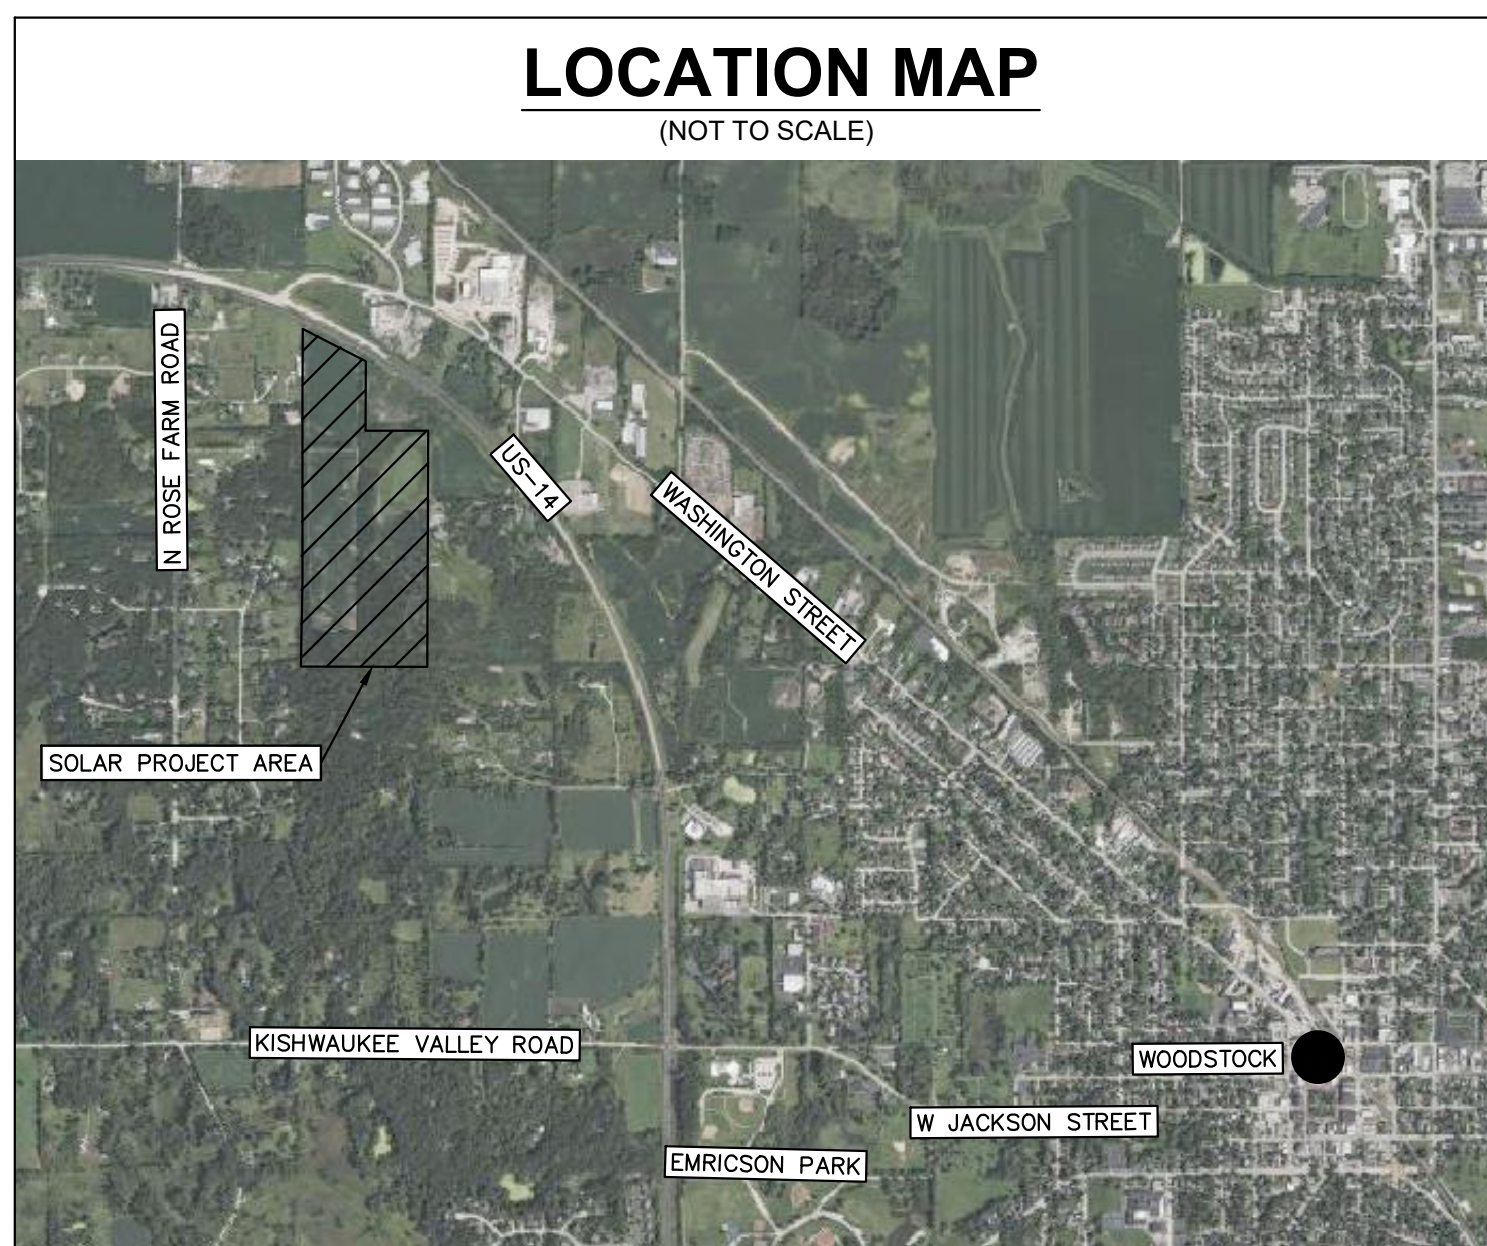 LOCATION MAP
(NOT TO SCALE)
N ROSE FARM ROAD
US-14
WASHINGTON STREET
SOLAR PROJECT AREA
KISHWAUKEE VALLEY ROAD
WOODSTOCK
W JACKSON STREET
EMRICSON PARK